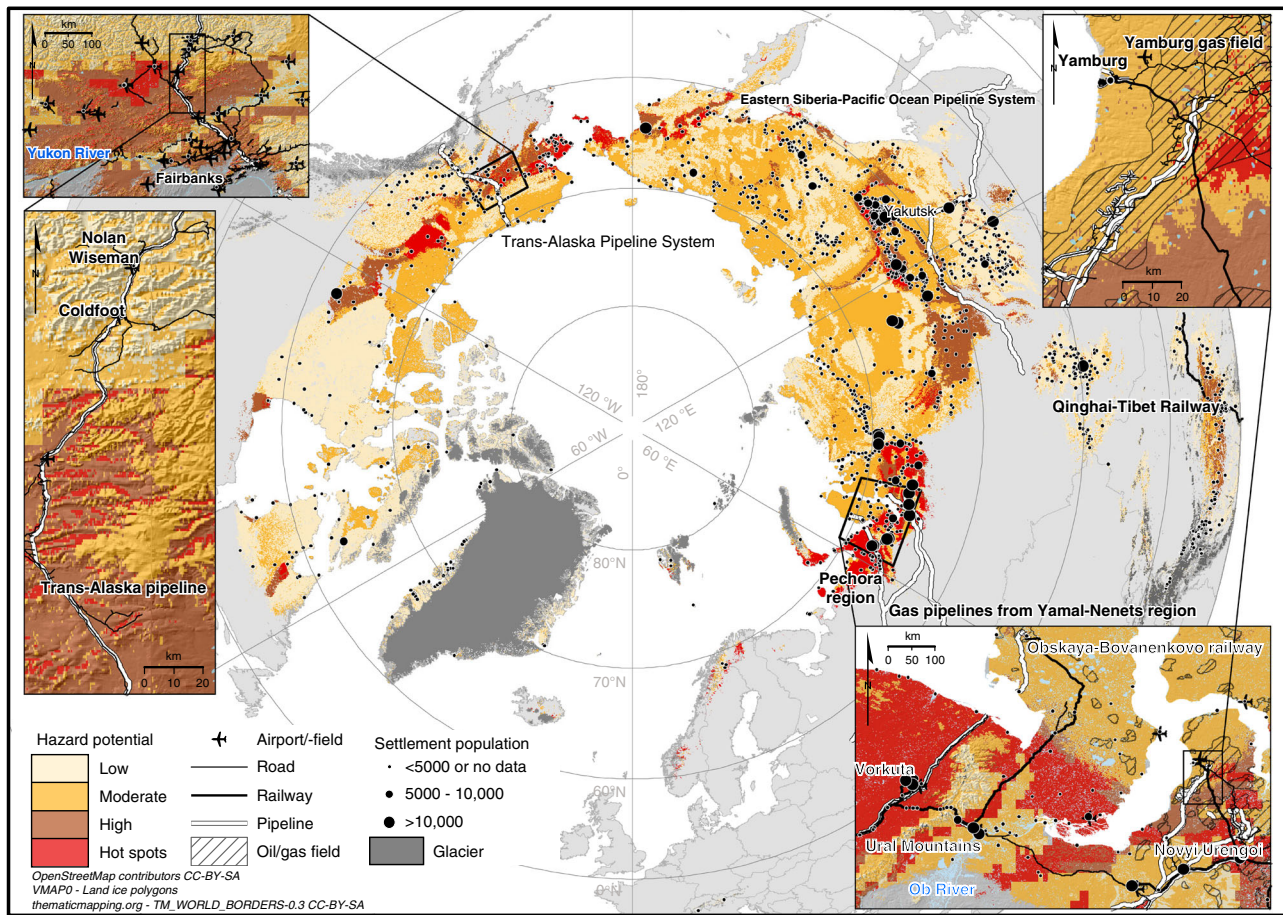 km
0 50 100
N
Yukon River
Fairbanks
N
Nolan
Wiseman
Coldfoot
Trans-Alaska pipeline
km
0 10 20
Eastern Siberia-Pacific Ocean Pipeline System
Yakutsk
Trans-Alaska Pipeline System
180°
120 °W
120 °E
60 °W
60 °E
0°
80°N
70°N
60°N
50°N
Qinghai-Tibet Railway
Pechora
region
Gas pipelines from Yamal-Nenets region
Yamburg gas field
Yamburg
N
km
0 10 20
km
0 50 100
N
Obskaya-Bovanenkovo railway
Vorkuta
Ural Mountains
Novyi Urengoi
Ob River
Hazard potential
Low
Moderate
High
Hot spots
Airport/-field
Road
Railway
Pipeline
Oil/gas field
Settlement population
<5000 or no data
5000 - 10,000
>10,000
Glacier
OpenStreetMap contributors CC-BY-SA
VMAP0 - Land ice polygons
thematicmapping.org - TM_WORLD_BORDERS-0.3 CC-BY-SA